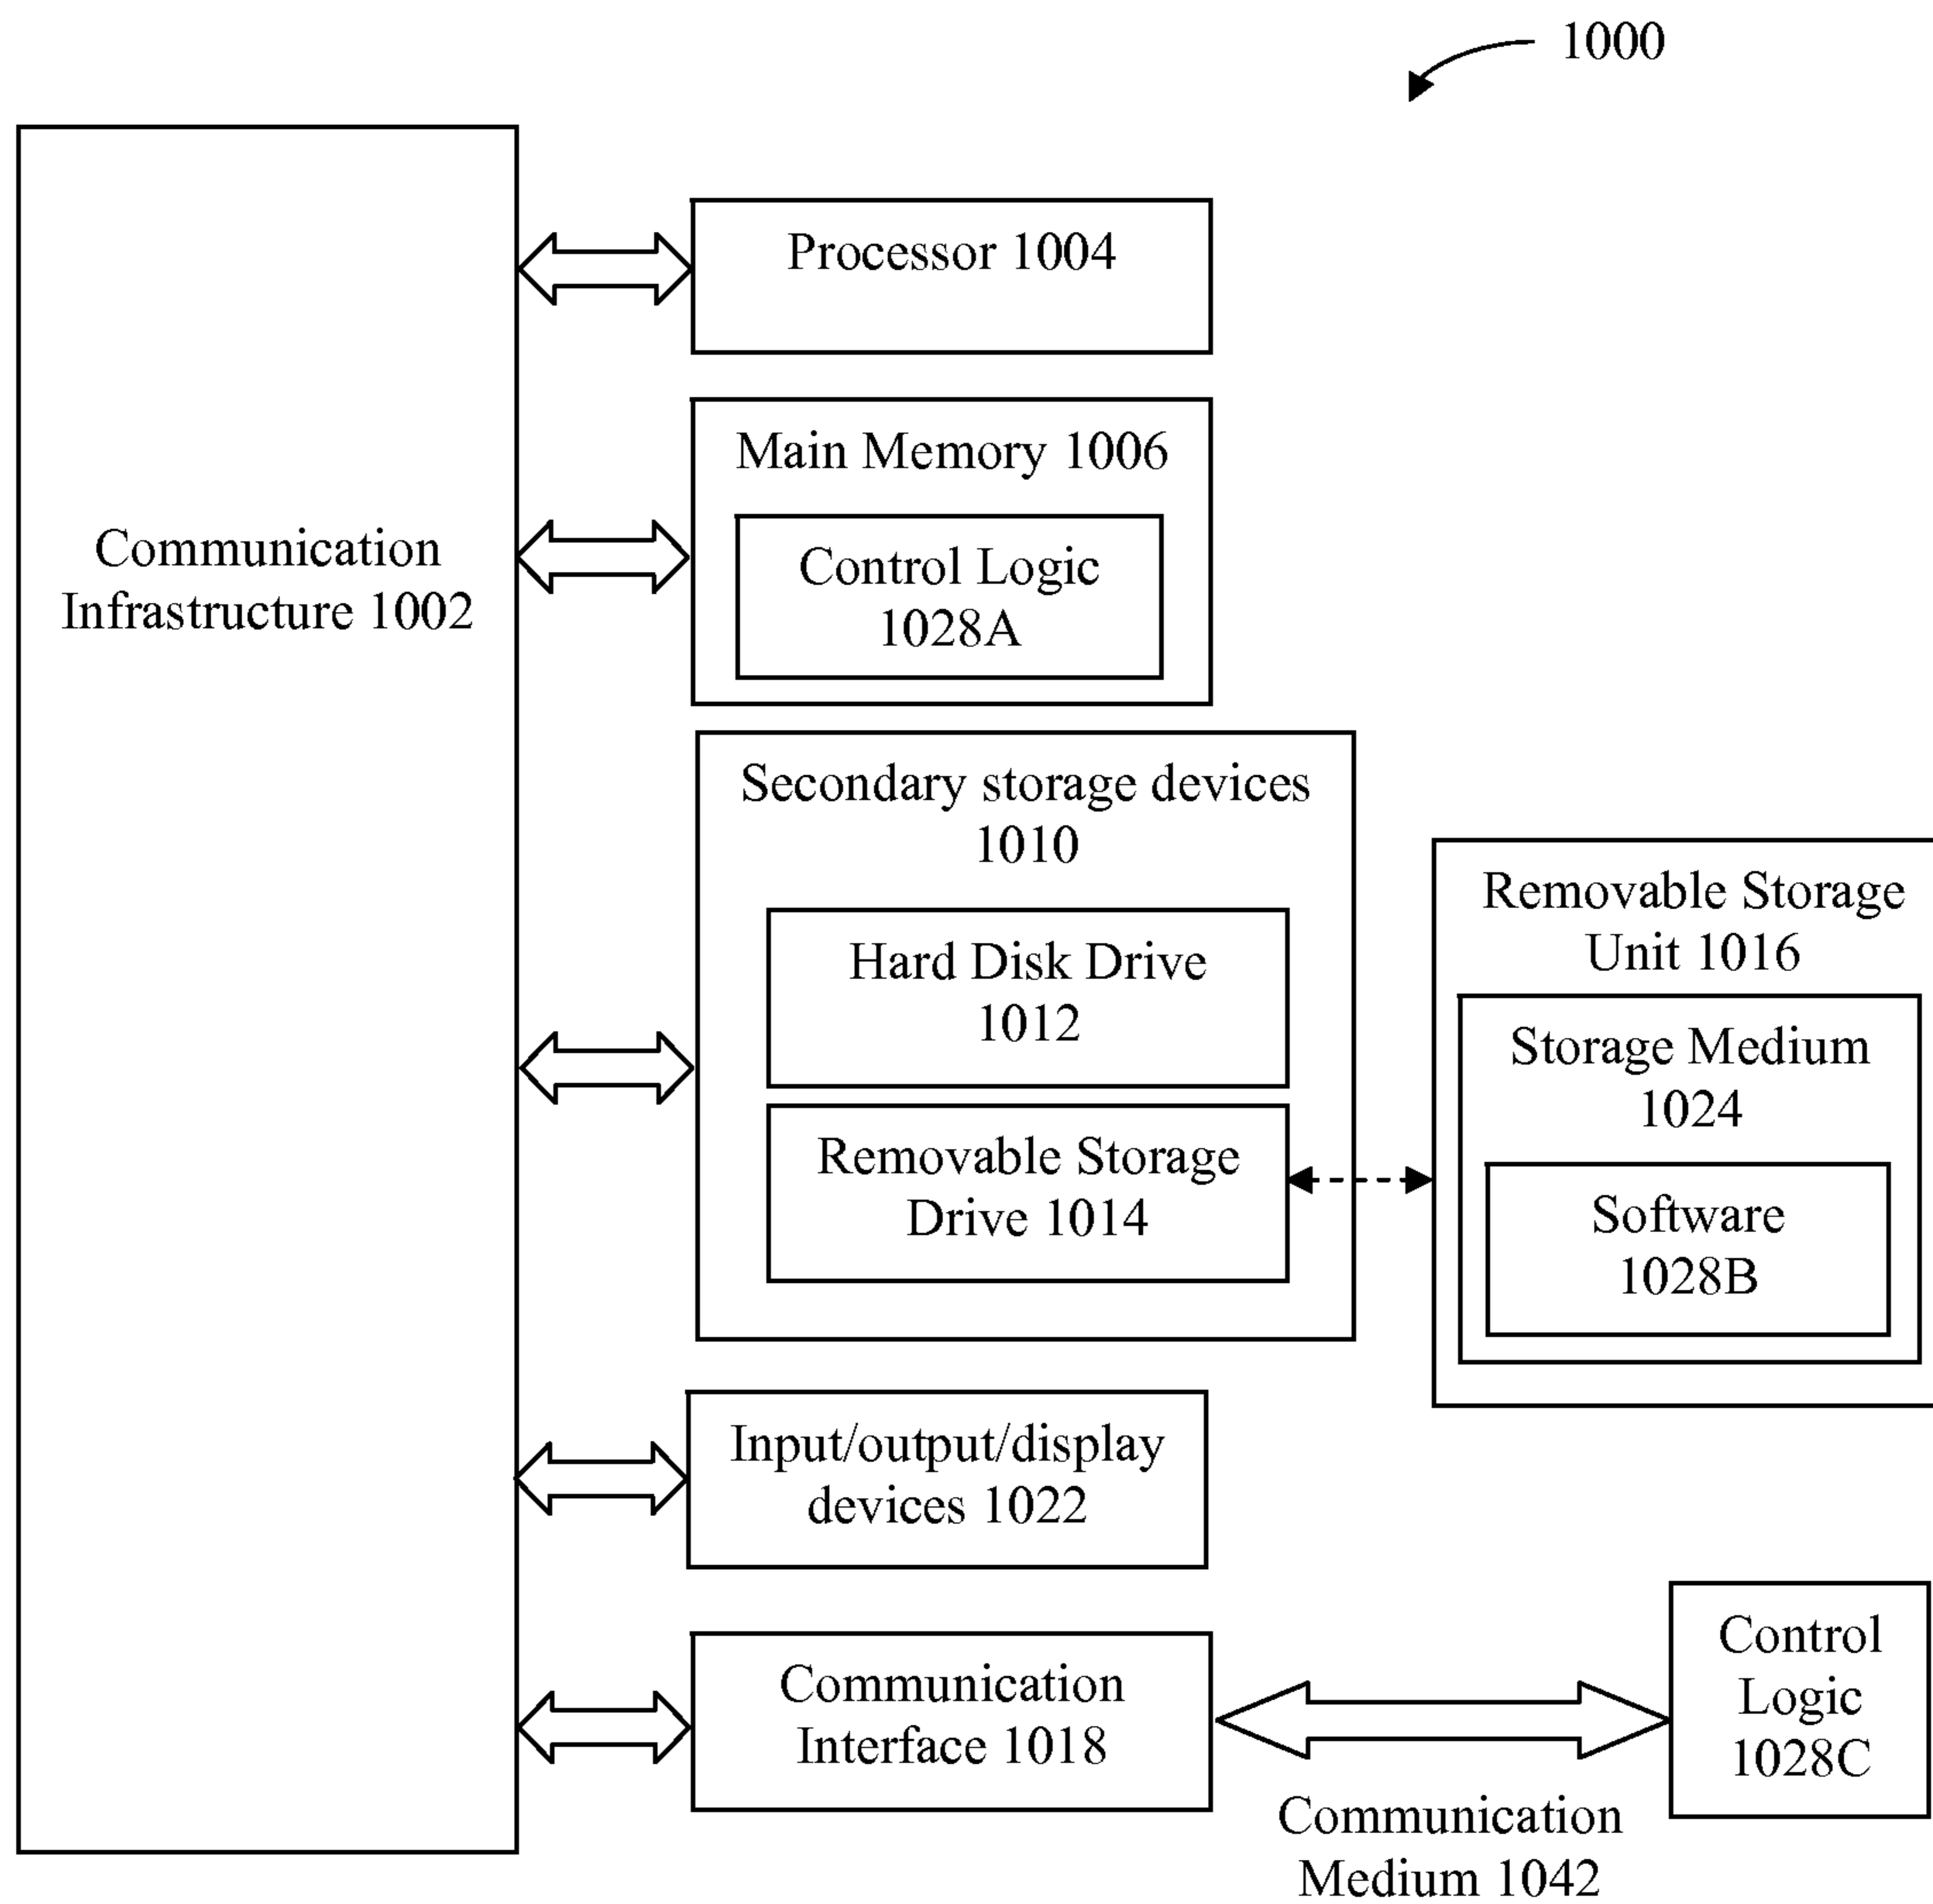 1000
Processor 1004
Main Memory 1006
Control Logic
1028A
Communication
Infrastructure 1002
Secondary storage devices
1010
Hard Disk Drive
1012
Removable Storage
Drive 1014
Removable Storage
Unit 1016
Storage Medium
1024
Software
1028B
Input/output/display
devices 1022
Communication
Interface 1018
Control
Logic
1028C
Communication
Medium 1042